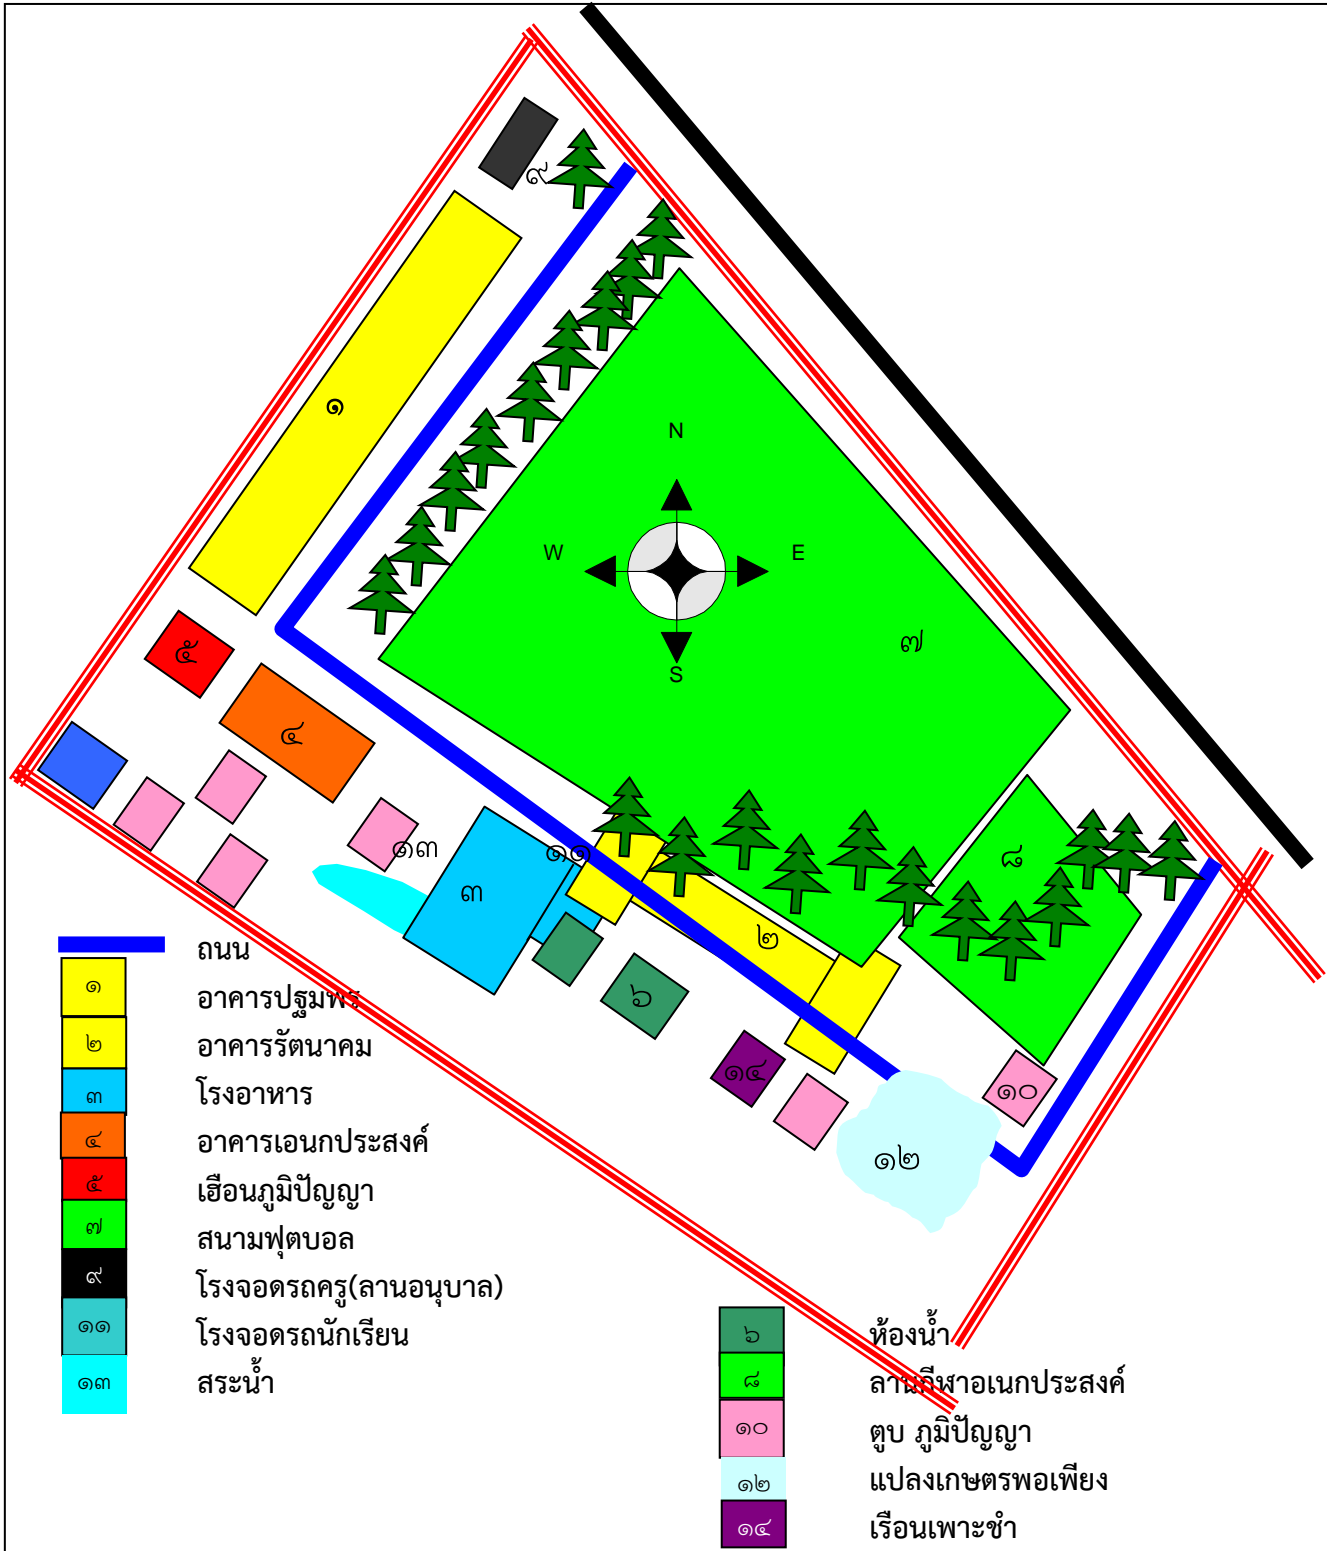 ๙
๑
N
W E
๗
S
๕
๔
๑๓
๑๑
๓
๘
๒
๖
๑๔
๑๐
๑๒
ถนน
๑ อาคารปฐมพร
๒ อาคารรัตนาคม
๓ โรงอาหาร
๔ อาคารเอนกประสงค์
๕ เฮือนภูมิปัญญา
๗ สนามฟุตบอล
๙ โรงจอดรถครู(ลานอนุบาล)
๑๑ โรงจอดรถนักเรียน
๑๓ สระน้ำ
๖ ห้องน้ำ
๘ ลานกีฬาอเนกประสงค์
๑๐ ตูบ ภูมิปัญญา
๑๒ แปลงเกษตรพอเพียง
๑๔ เรือนเพาะชำ